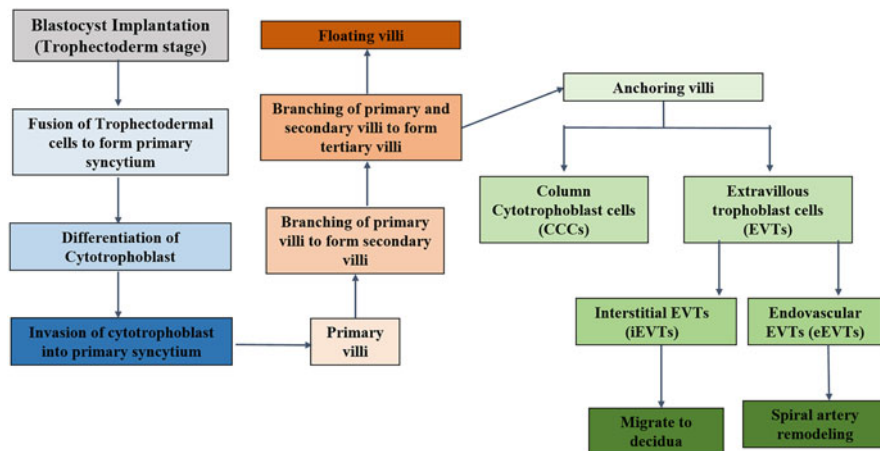 Blastocyst Implantation
(Trophectoderm stage)
Fusion of Trophectodermal
cells to form primary
syncytium
Differentiation of
Cytotrophoblast
Invasion of cytotrophoblast
into primary syncytium
Primary
villi
Branching of primary
villi to form secondary
villi
Branching of primary and
secondary villi to form
tertiary villi
Floating villi
Anchoring villi
Column
Cytotrophoblast cells
(CCCs)
Extravillous
trophoblast cells
(EVTs)
Interstitial EVTs
(iEVTs)
Endovascular
EVTs (eEVTs)
Migrate to
decidua
Spiral artery
remodeling